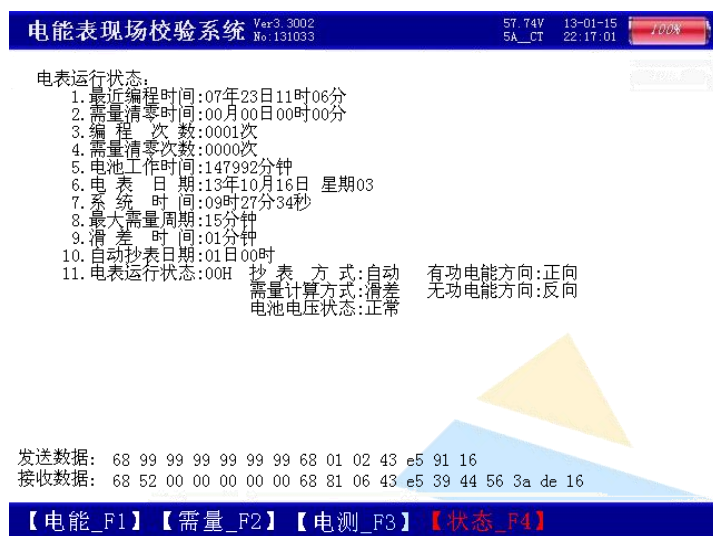 电能表现场校验系统 Ver3.3002 No:131033 57.74V 5A__CT 13-01-15 22:17:01 100%
电表运行状态:
1.最近编程时间:07年23日11时06分
2.需量清零时间:00月00日00时00分
3.编 程 次 数:0001次
4.需量清零次数:0000次
5.电池工作时间:147992分钟
6.电 表 日 期:13年10月16日 星期03
7.系 统 时 间:09时27分34秒
8.最大需量周期:15分钟
9.滑 差 时 间:01分钟
10.自动抄表日期:01日00时
11.电表运行状态:00H 抄 表 方 式:自动 有功电能方向:正向
需量计算方式:滑差 无功电能方向:反向
电池电压状态:正常
发送数据: 68 99 99 99 99 99 99 68 01 02 43 e5 91 16
接收数据: 68 52 00 00 00 00 00 68 81 06 43 e5 39 44 56 3a de 16
【电能_F1】【需量_F2】【电测_F3】【状态_F4】